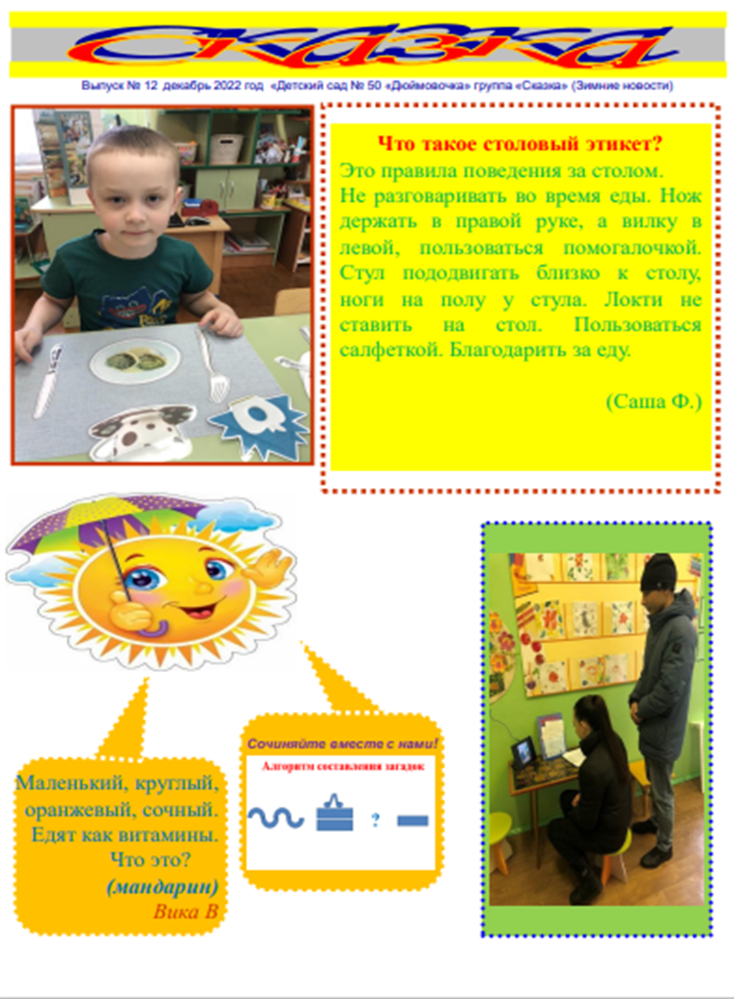 Сказка
Выпуск № 12 декабрь 2022 год «Детский сад № 50 «Дюймовочка» группа «Сказка» (Зимние новости)
Что такое столовый этикет?
Это правила поведения за столом.
Не разговаривать во время еды. Нож
держать в правой руке, а вилку в
левой, пользоваться помогалочкой.
Стул пододвигать близко к столу,
ноги на полу у стула. Локти не
ставить на стол. Пользоваться
салфеткой. Благодарить за еду.
(Саша Ф.)
Сочиняйте вместе с нами!
Алгоритм составления загадок
?
Маленький, круглый,
оранжевый, сочный.
Едят как витамины.
Что это?
(мандарин)
Вика В